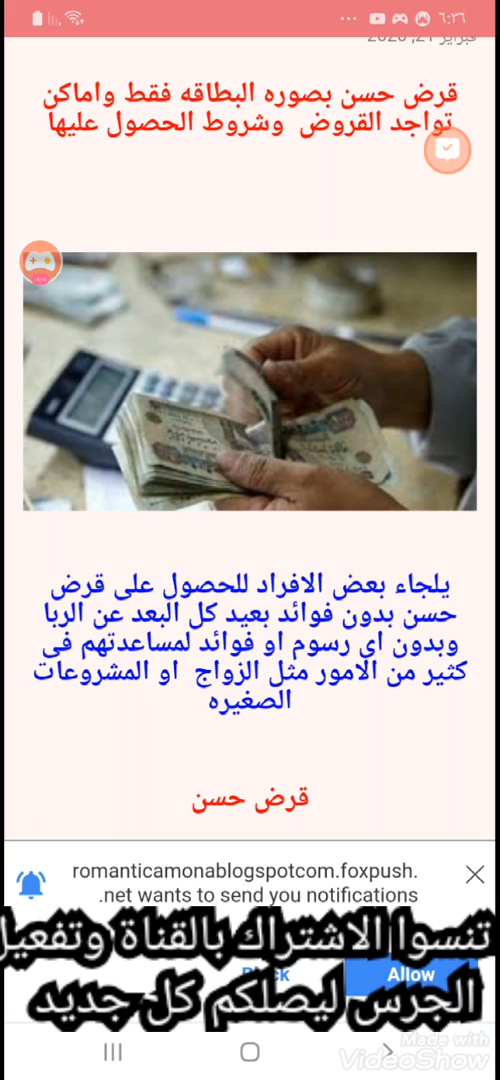 ٦:٣٦
فبراير 21, 2020
قرض حسن بصوره البطاقه فقط واماكن
تواجد القروض وشروط الحصول عليها
يلجاء بعض الافراد للحصول على قرض
حسن بدون فوائد بعيد كل البعد عن الربا
وبدون اى رسوم او فوائد لمساعدتهم فى
كثير من الامور مثل الزواج او المشروعات
الصغيره
قرض حسن
romanticamonablogspotcom.foxpush.
.net wants to send you notifications
تنسوا الاشتراك بالقناة وتفعيل
Allow
الجرس ليصلكم كل جديد
Made with
VideoShow